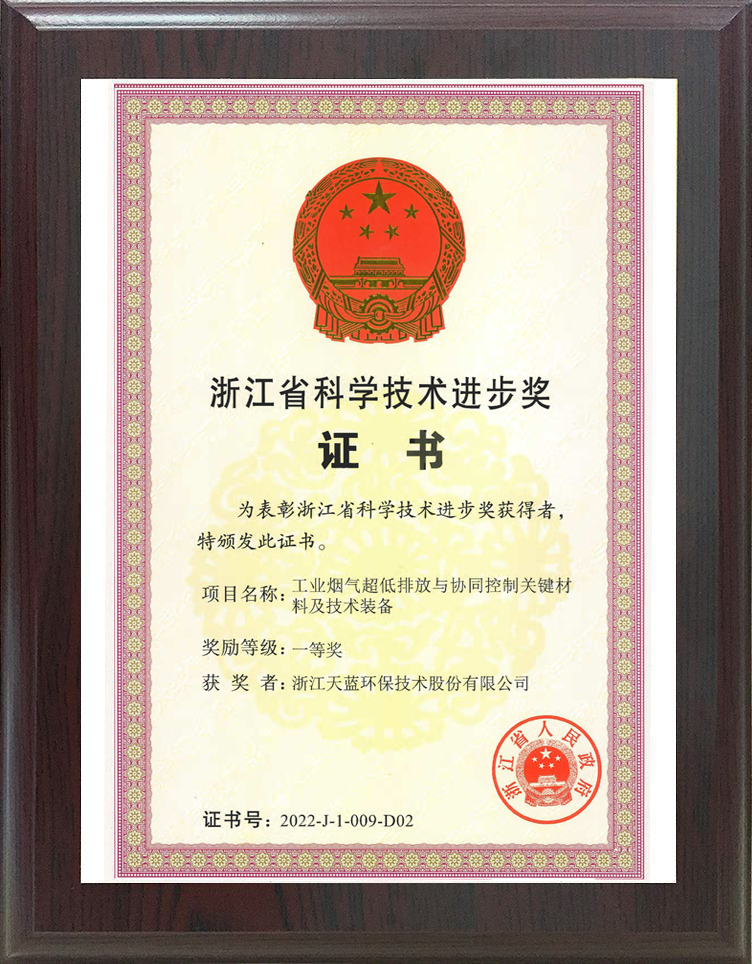 浙江省科学技术进步奖
证 书
为表彰浙江省科学技术进步奖获得者，
特颁发此证书。
项目名称：工业烟气超低排放与协同控制关键材
料及技术装备
奖励等级：一等奖
获 奖 者：浙江天蓝环保技术股份有限公司
浙江省人民政府
证书号：2022-J-1-009-D02